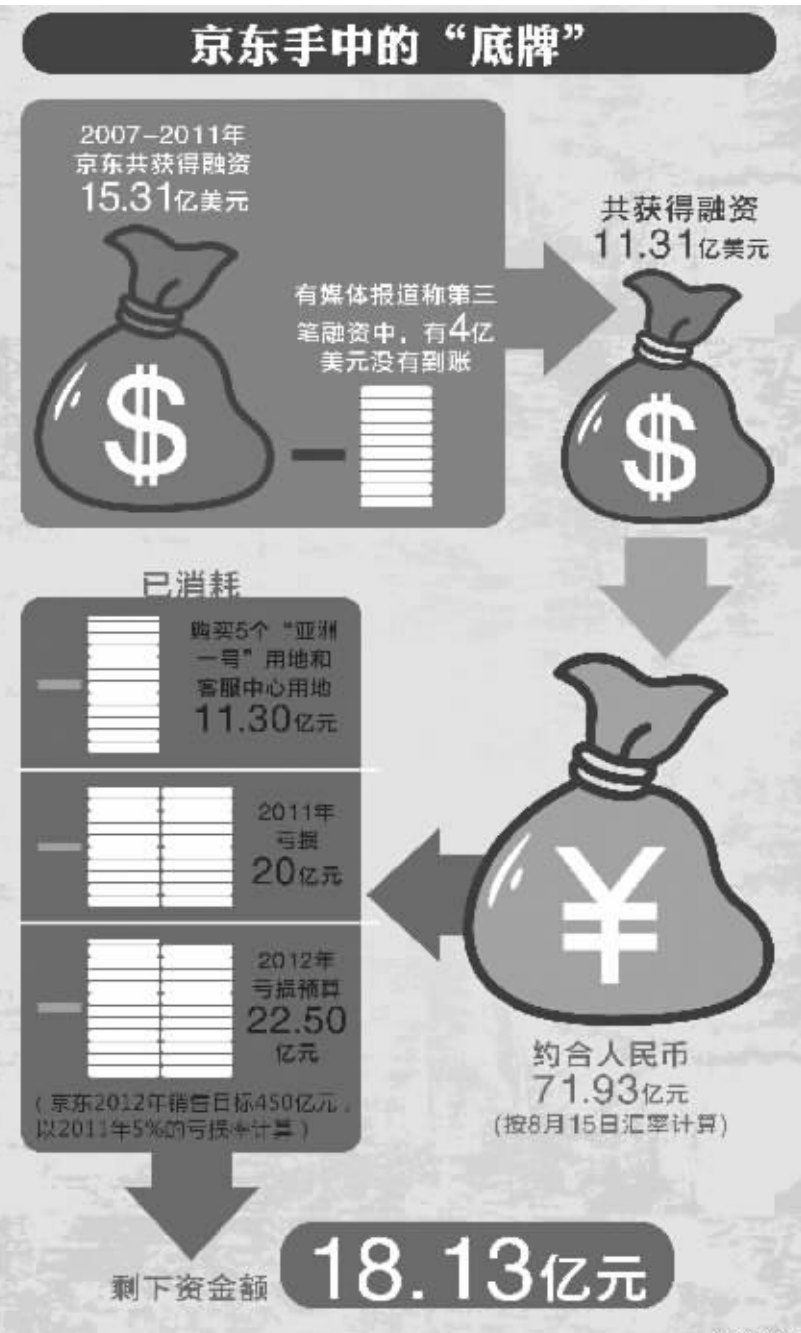 京东手中的“底牌”
2007-2011年
京东共获得融资
15.31亿美元
有媒体报道称第三
笔融资中，有4亿
美元没有到账
共获得融资
11.31亿美元
$
$
¥
约合人民币
71.93亿元
(按8月15日汇率计算)
已消耗
购买5个“亚洲
一号”用地和
客服中心用地
11.30亿元
2011年
亏损
20亿元
2012年
亏损预算
22.50
亿元
(京东2012年销售目标450亿元，
以2011年5%的亏损率计算)
剩下资金额
18.13亿元